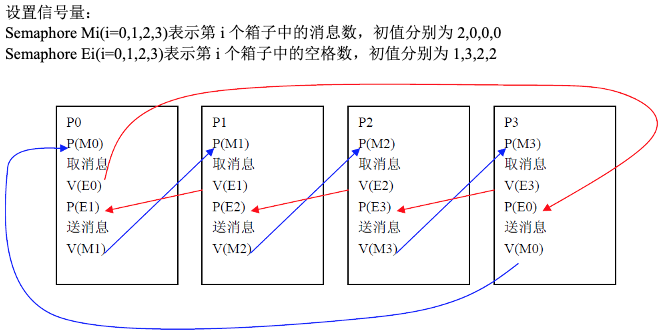 设置信号量：
Semaphore Mi(i=0,1,2,3)表示第 i 个箱子中的消息数，初值分别为 2,0,0,0
Semaphore Ei(i=0,1,2,3)表示第 i 个箱子中的空格数，初值分别为 1,3,2,2
P0
P(M0)
取消息
V(E0)
P(E1)
送消息
V(M1)
P1
P(M1)
取消息
V(E1)
P(E2)
送消息
V(M2)
P2
P(M2)
取消息
V(E2)
P(E3)
送消息
V(M3)
P3
P(M3)
取消息
V(E3)
P(E0)
送消息
V(M0)